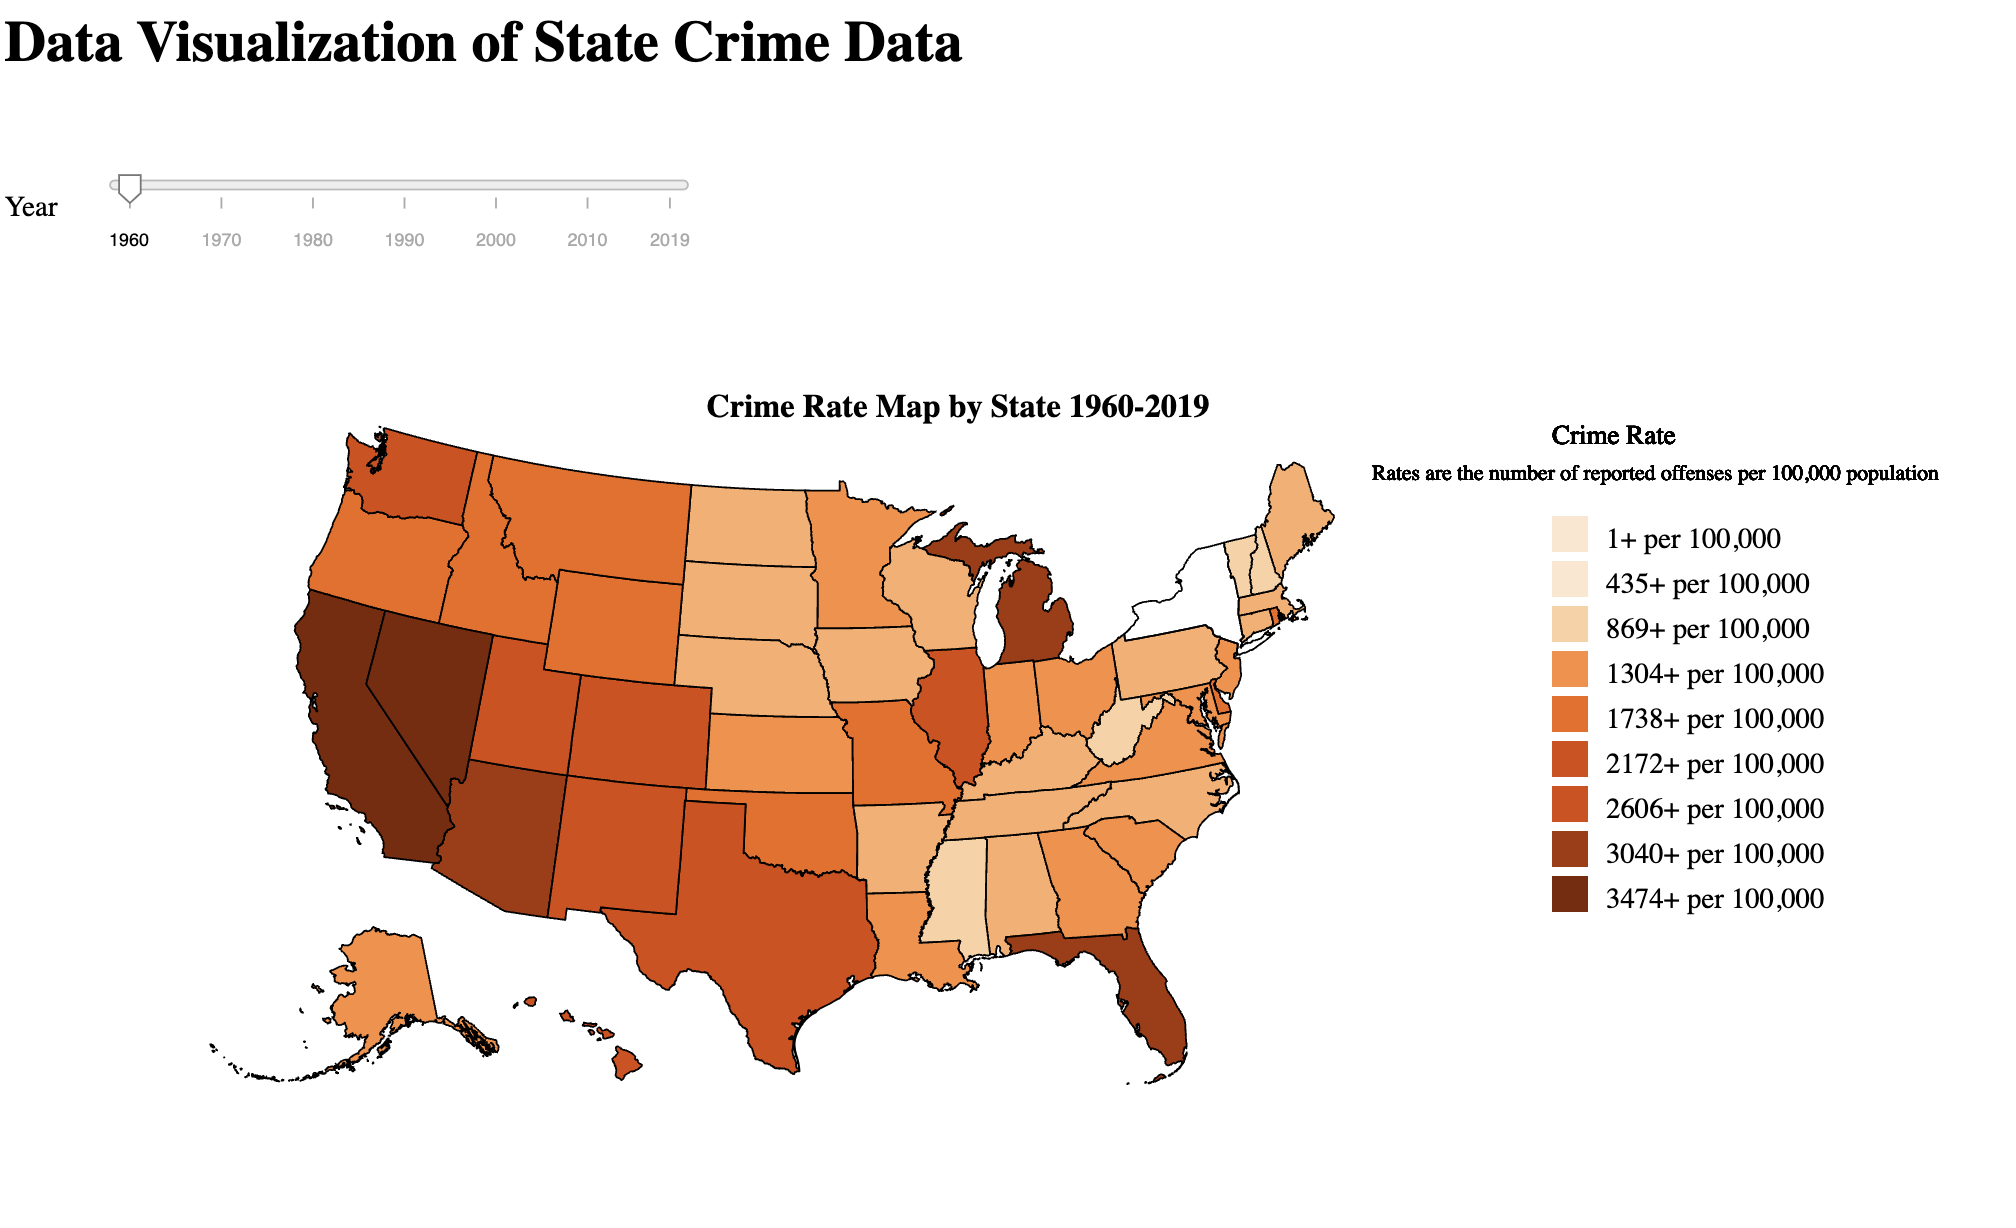 Data Visualization of State Crime Data
Year
1960 1970 1980 1990 2000 2010 2019
Crime Rate Map by State 1960-2019
Crime Rate
Rates are the number of reported offenses per 100,000 population
1+ per 100,000
435+ per 100,000
869+ per 100,000
1304+ per 100,000
1738+ per 100,000
2172+ per 100,000
2606+ per 100,000
3040+ per 100,000
3474+ per 100,000